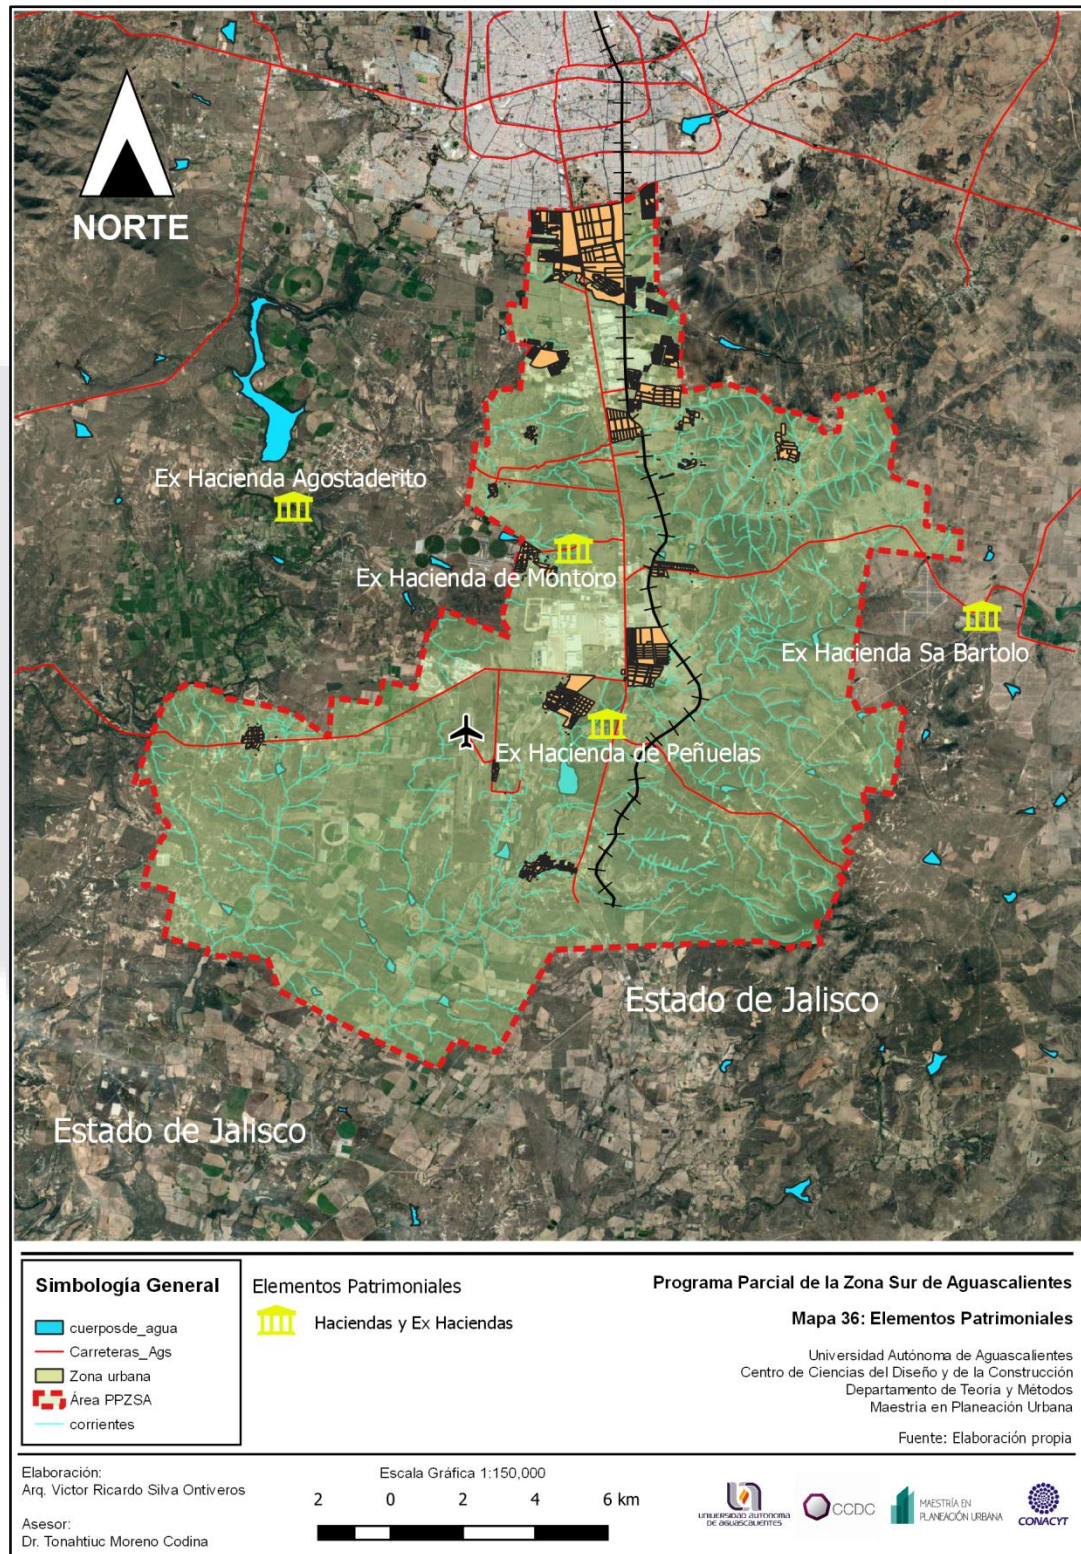 NORTE
Ex Hacienda Agostaderito
Ex Hacienda de Montoro
Ex Hacienda Sa Bartolo
Ex Hacienda de Peñuelas
Estado de Jalisco
Estado de Jalisco
Simbología General
cuerposde_agua
Carreteras_Ags
Zona urbana
Área PPZSA
corrientes
Elementos Patrimoniales
Haciendas y Ex Haciendas
Programa Parcial de la Zona Sur de Aguascalientes
Mapa 36: Elementos Patrimoniales
Universidad Autónoma de Aguascalientes
Centro de Ciencias del Diseño y de la Construcción
Departamento de Teoría y Métodos
Maestria en Planeación Urbana
Fuente: Elaboración propia
Elaboración:
Arq. Victor Ricardo Silva Ontiveros
Asesor:
Dr. Tonahtiuc Moreno Codina
Escala Gráfica 1:150,000
2 0 2 4 6 km
UNIVERSIDAD AUTONOMA
DE AGUASCALIENTES
CCDC
MAESTRÍA EN
PLANEACIÓN URBANA
CONACYT